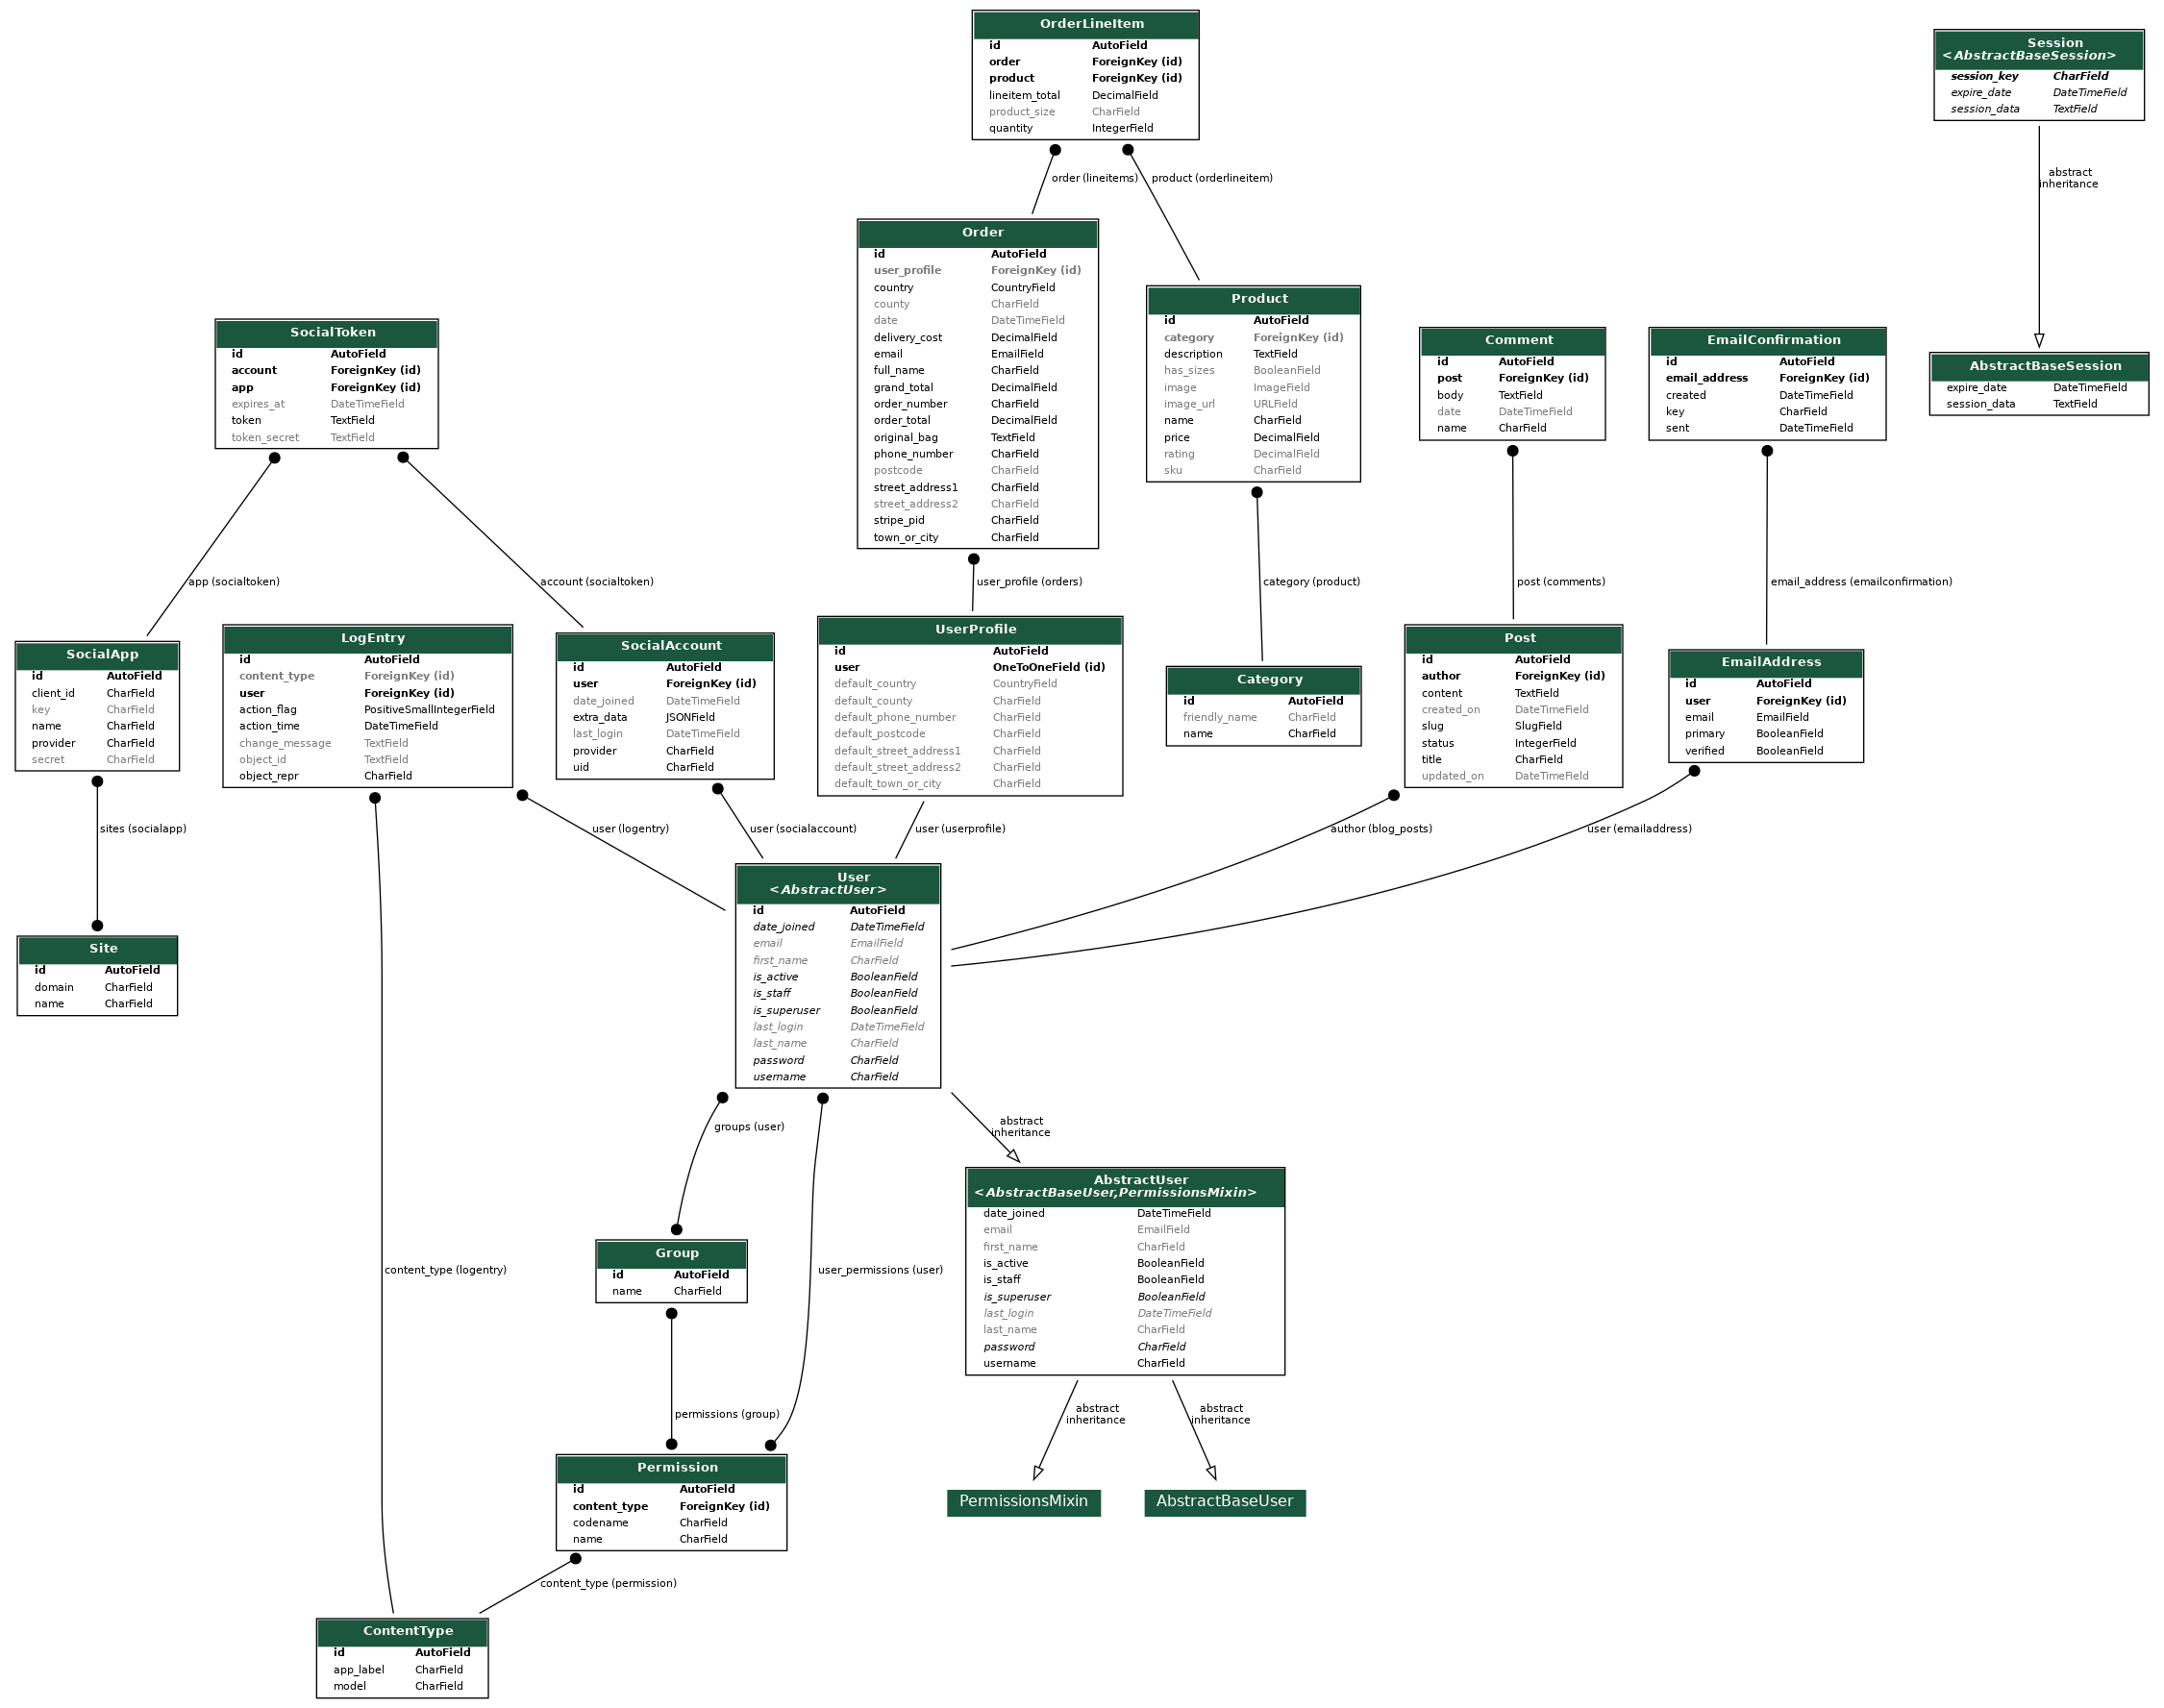 OrderLineItem
id AutoField
order ForeignKey (id)
product ForeignKey (id)
lineitem_total DecimalField
product_size CharField
quantity IntegerField
Session
<AbstractBaseSession>
session_key CharField
expire_date DateTimeField
session_data TextField
order (lineitems)
product (orderlineitem)
abstract
inheritance
Order
id AutoField
user_profile ForeignKey (id)
country CountryField
county CharField
date DateTimeField
delivery_cost DecimalField
email EmailField
full_name CharField
grand_total DecimalField
order_number CharField
order_total DecimalField
original_bag TextField
phone_number CharField
postcode CharField
street_address1 CharField
street_address2 CharField
stripe_pid CharField
town_or_city CharField
Product
id AutoField
category ForeignKey (id)
description TextField
has_sizes BooleanField
image ImageField
image_url URLField
name CharField
price DecimalField
rating DecimalField
sku CharField
SocialToken
id AutoField
account ForeignKey (id)
app ForeignKey (id)
expires_at DateTimeField
token TextField
token_secret TextField
Comment
id AutoField
post ForeignKey (id)
body TextField
date DateTimeField
name CharField
EmailConfirmation
id AutoField
email_address ForeignKey (id)
created DateTimeField
key CharField
sent DateTimeField
AbstractBaseSession
expire_date DateTimeField
session_data TextField
app (socialtoken)
account (socialtoken)
user_profile (orders)
category (product)
post (comments)
email_address (emailconfirmation)
SocialApp
id AutoField
client_id CharField
key CharField
name CharField
provider CharField
secret CharField
LogEntry
id AutoField
content_type ForeignKey (id)
user ForeignKey (id)
action_flag PositiveSmallIntegerField
action_time DateTimeField
change_message TextField
object_id TextField
object_repr CharField
SocialAccount
id AutoField
user ForeignKey (id)
date_joined DateTimeField
extra_data JSONField
last_login DateTimeField
provider CharField
uid CharField
UserProfile
id AutoField
user OneToOneField (id)
default_country CountryField
default_county CharField
default_phone_number CharField
default_postcode CharField
default_street_address1 CharField
default_street_address2 CharField
default_town_or_city CharField
Category
id AutoField
friendly_name CharField
name CharField
Post
id AutoField
author ForeignKey (id)
content TextField
created_on DateTimeField
slug SlugField
status IntegerField
title CharField
updated_on DateTimeField
EmailAddress
id AutoField
user ForeignKey (id)
email EmailField
primary BooleanField
verified BooleanField
sites (socialapp)
user (logentry)
user (socialaccount)
user (userprofile)
author (blog_posts)
user (emailaddress)
Site
id AutoField
domain CharField
name CharField
User
<AbstractUser>
id AutoField
date_joined DateTimeField
email EmailField
first_name CharField
is_active BooleanField
is_staff BooleanField
is_superuser BooleanField
last_login DateTimeField
last_name CharField
password CharField
username CharField
groups (user)
abstract
inheritance
AbstractUser
<AbstractBaseUser,PermissionsMixin>
date_joined DateTimeField
email EmailField
first_name CharField
is_active BooleanField
is_staff BooleanField
is_superuser BooleanField
last_login DateTimeField
last_name CharField
password CharField
username CharField
Group
id AutoField
name CharField
content_type (logentry)
user_permissions (user)
permissions (group)
abstract
inheritance
abstract
inheritance
Permission
id AutoField
content_type ForeignKey (id)
codename CharField
name CharField
PermissionsMixin
AbstractBaseUser
content_type (permission)
ContentType
id AutoField
app_label CharField
model CharField